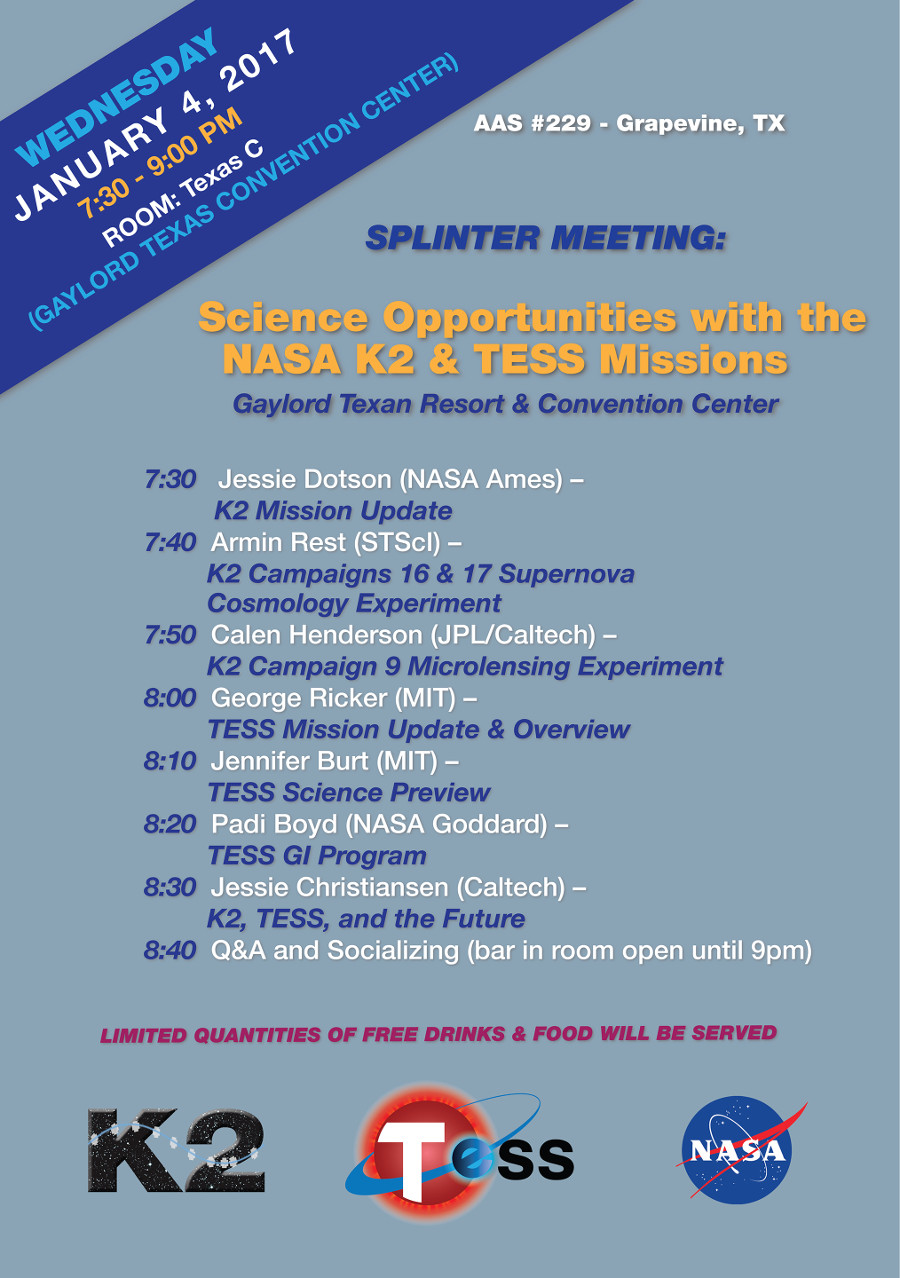 WEDNESDAY
JANUARY 4, 2017
7:30 - 9:00 PM
ROOM: Texas C
(GAYLORD TEXAS CONVENTION CENTER)
AAS #229 - Grapevine, TX
SPLINTER MEETING:
Science Opportunities with the
NASA K2 & TESS Missions
Gaylord Texan Resort & Convention Center
7:30 Jessie Dotson (NASA Ames) –
K2 Mission Update
7:40 Armin Rest (STScI) –
K2 Campaigns 16 & 17 Supernova
Cosmology Experiment
7:50 Calen Henderson (JPL/Caltech) –
K2 Campaign 9 Microlensing Experiment
8:00 George Ricker (MIT) –
TESS Mission Update & Overview
8:10 Jennifer Burt (MIT) –
TESS Science Preview
8:20 Padi Boyd (NASA Goddard) –
TESS GI Program
8:30 Jessie Christiansen (Caltech) –
K2, TESS, and the Future
8:40 Q&A and Socializing (bar in room open until 9pm)
LIMITED QUANTITIES OF FREE DRINKS & FOOD WILL BE SERVED
K2
Tess
NASA